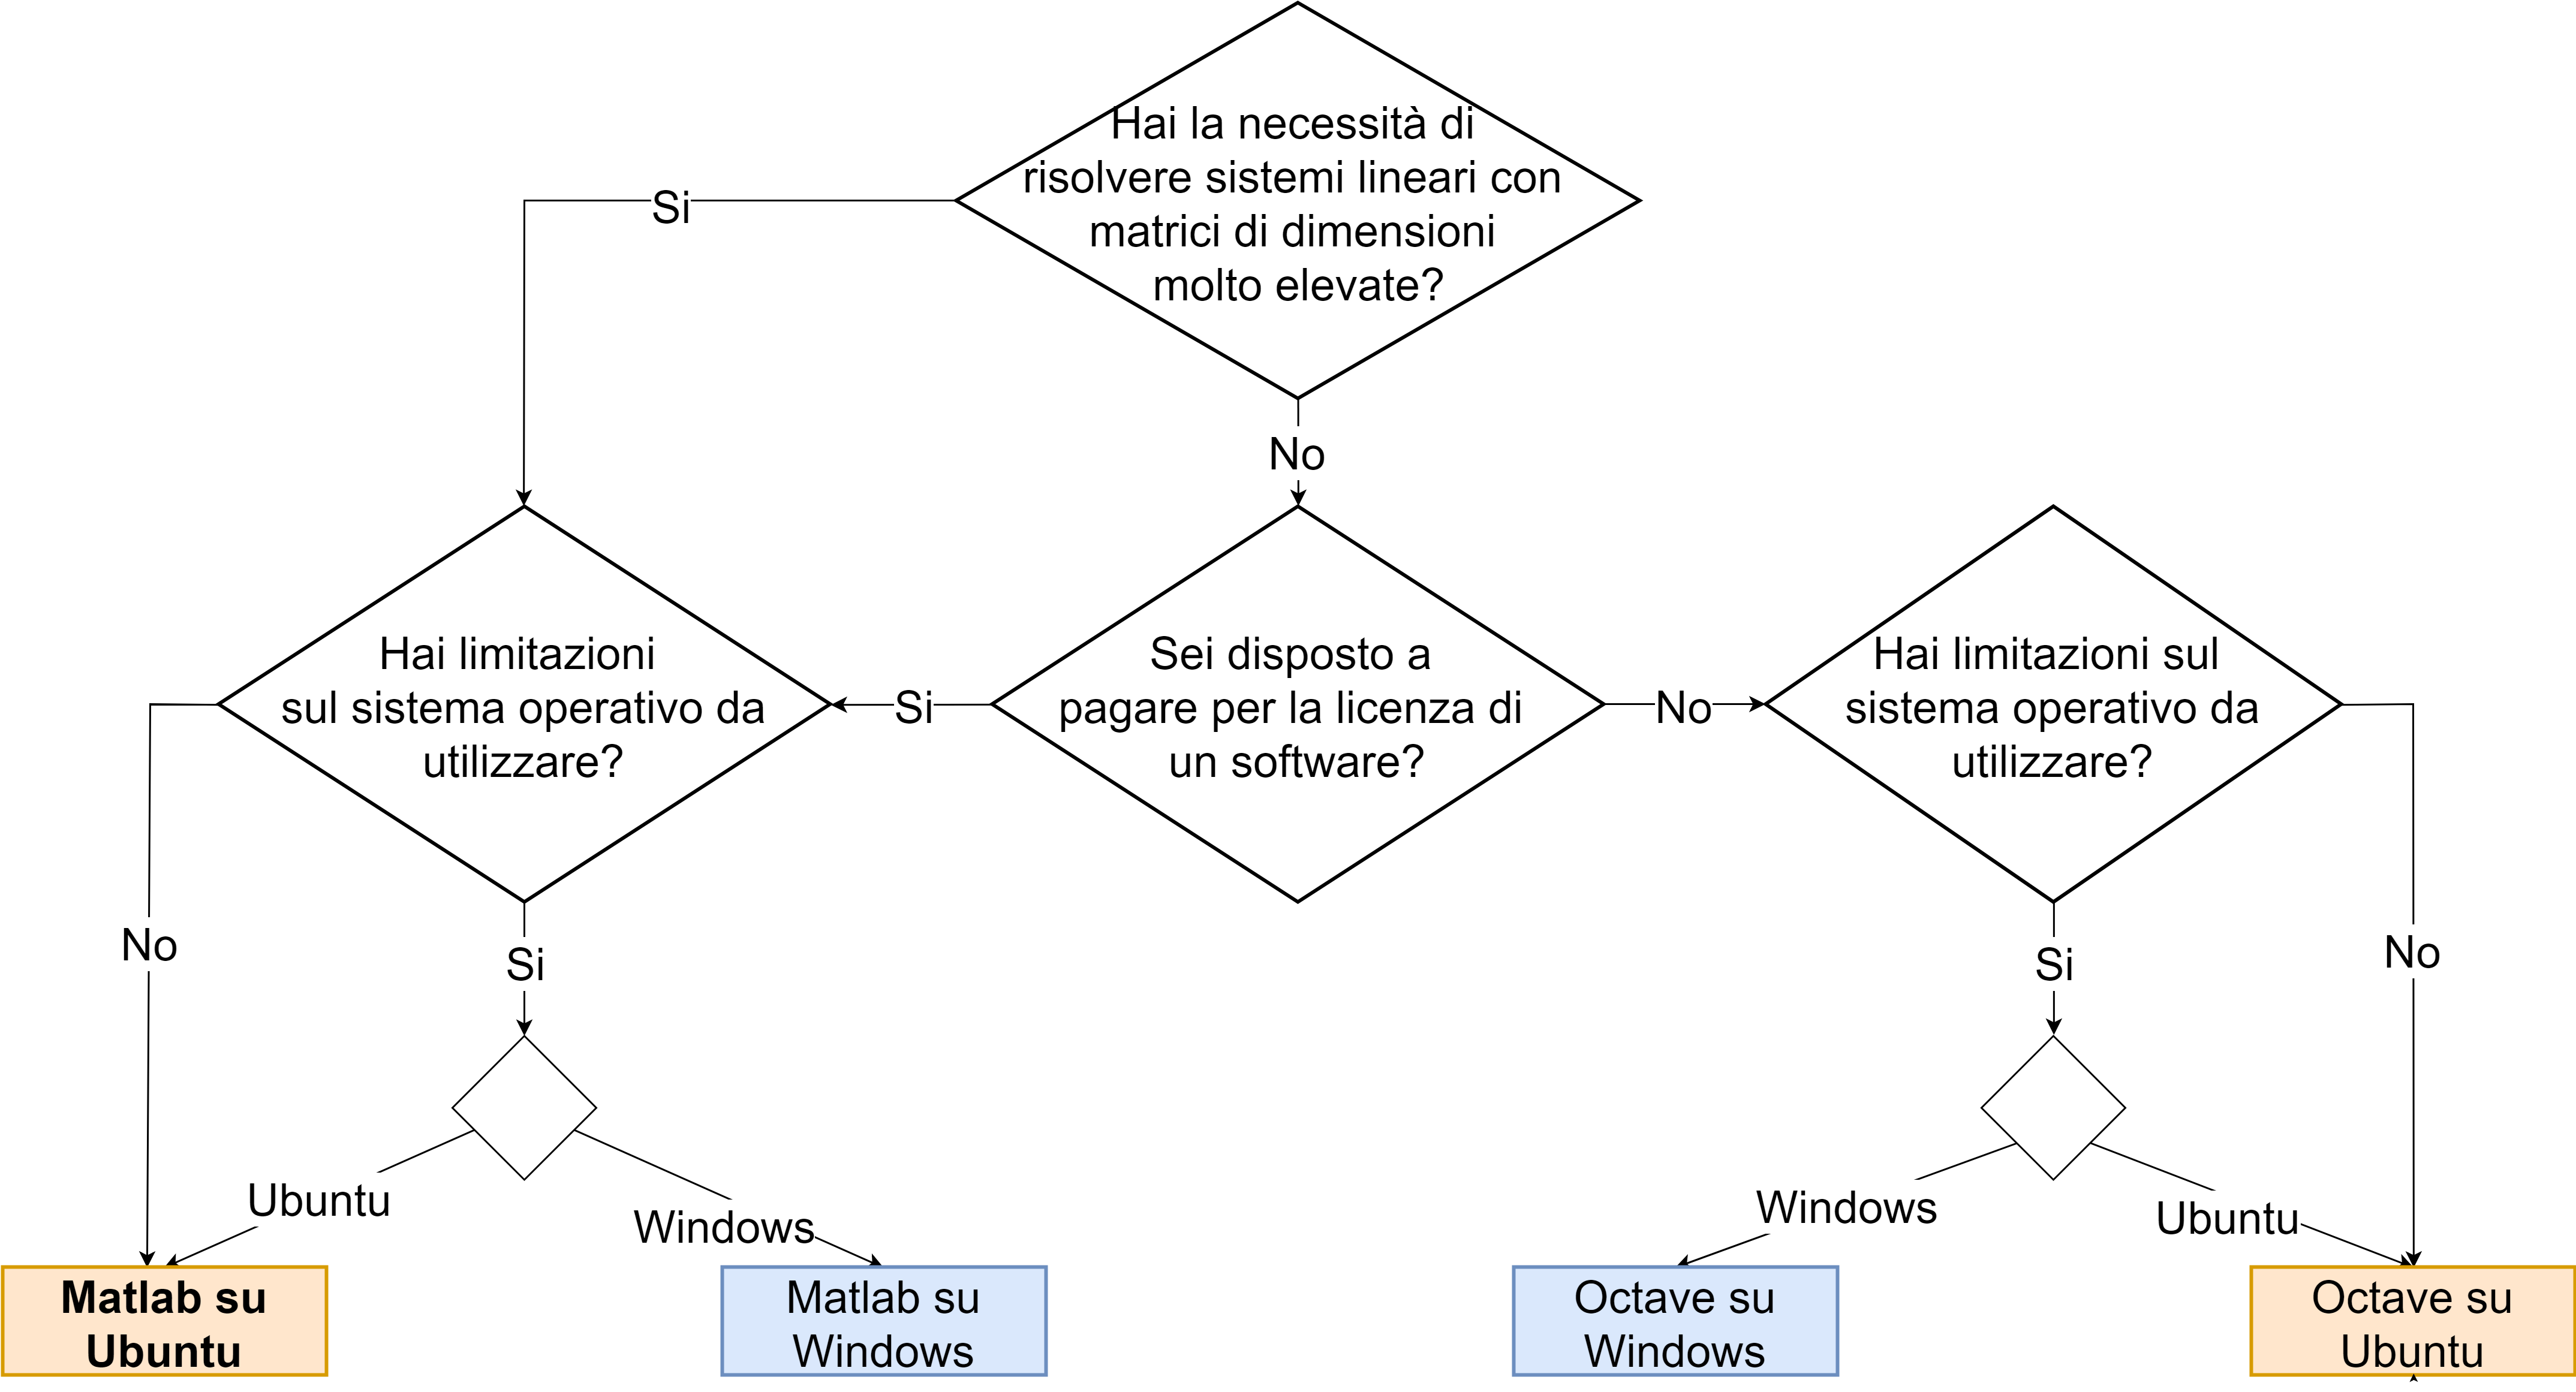 Hai la necessità di
risolvere sistemi lineari con
matrici di dimensioni
molto elevate?
Si
No
Hai limitazioni
sul sistema operativo da
utilizzare?
Si
Sei disposto a
pagare per la licenza di
un software?
No
Hai limitazioni sul
sistema operativo da
utilizzare?
No
Si
Si
No
Ubuntu
Windows
Windows
Ubuntu
Matlab su
Ubuntu
Matlab su
Windows
Octave su
Windows
Octave su
Ubuntu